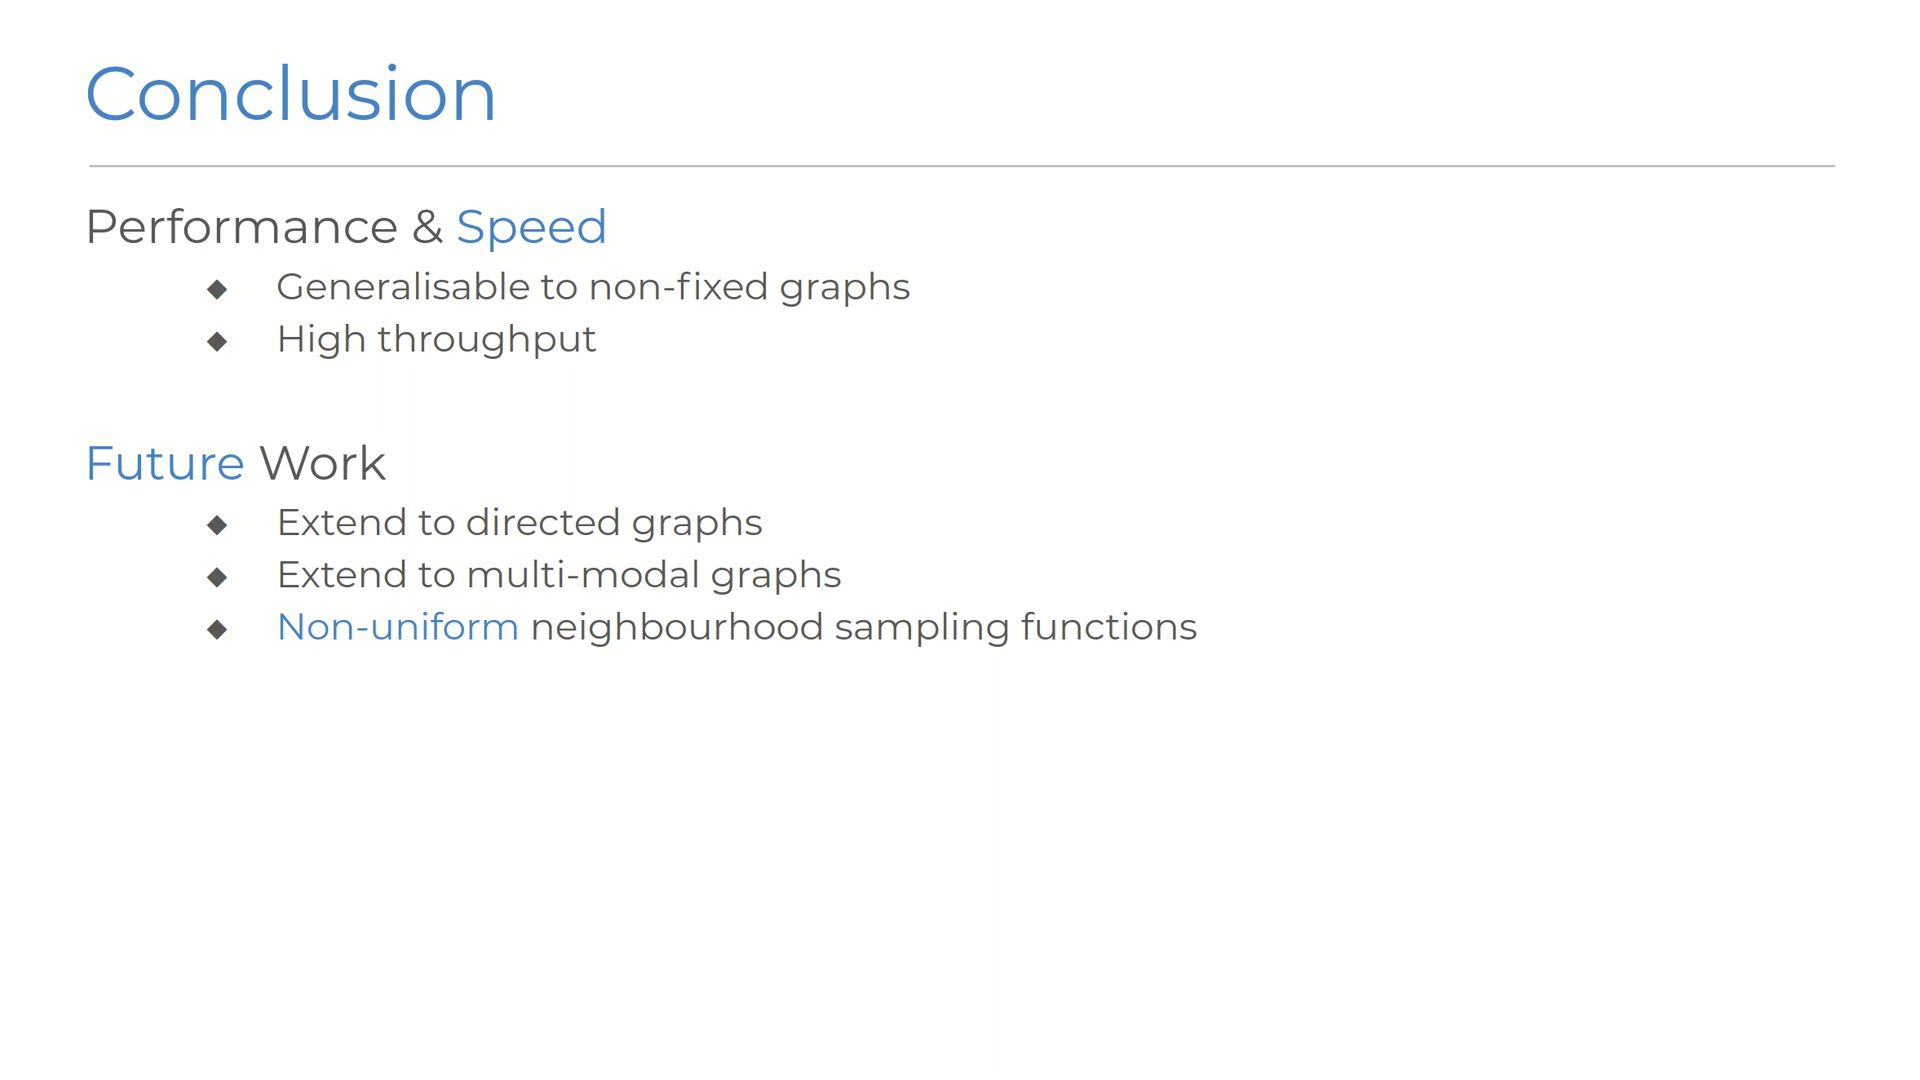 Conclusion
Performance & Speed
◆ Generalisable to non-fixed graphs
◆ High throughput
Future Work
◆ Extend to directed graphs
◆ Extend to multi-modal graphs
◆ Non-uniform neighbourhood sampling functions